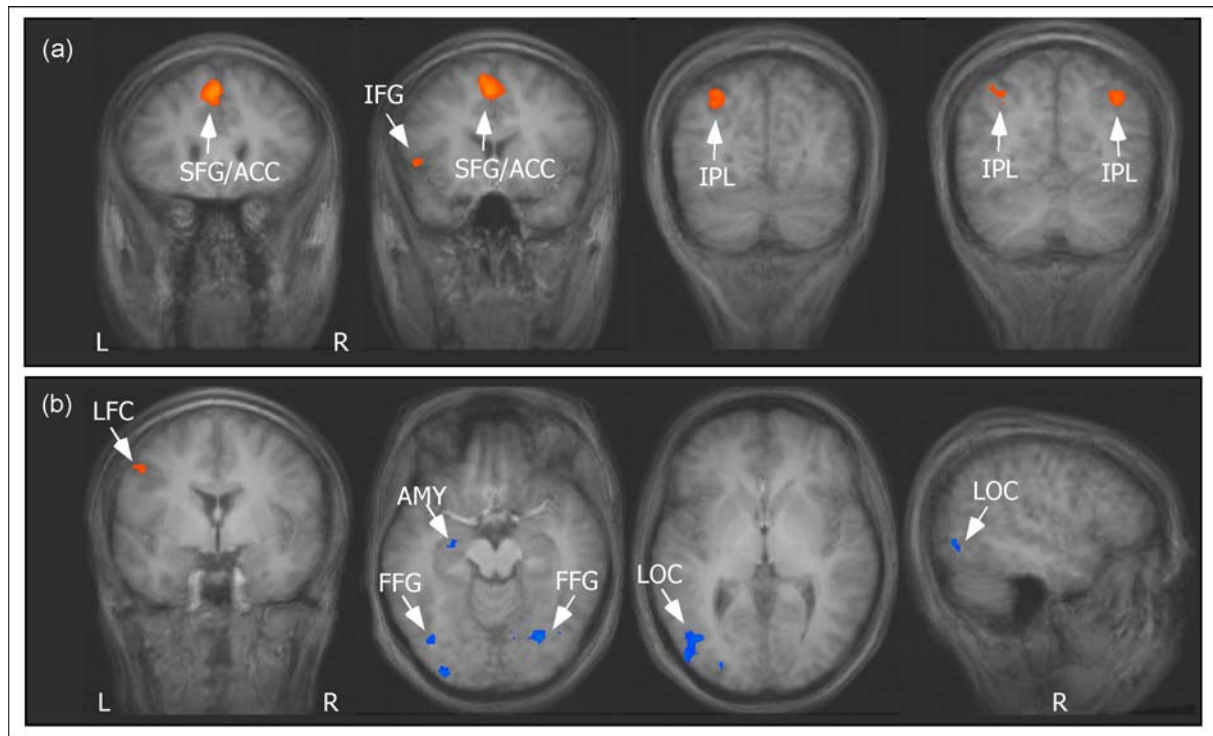 (a)
IFG
SFG/ACC
SFG/ACC
IPL
IPL
IPL
L
R
(b)
LFC
AMY
FFG
FFG
LOC
LOC
L
R
R